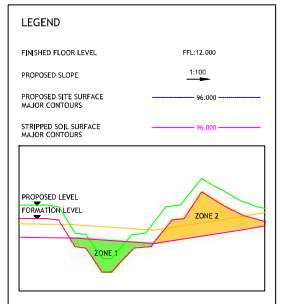 LEGEND
FINISHED FLOOR LEVEL FFL:12.000
PROPOSED SLOPE 1:100
PROPOSED SITE SURFACE
MAJOR CONTOURS 96.000
STRIPPED SOIL SURFACE
MAJOR CONTOURS 96.000
PROPOSED LEVEL
FORMATION LEVEL
ZONE 2
ZONE 1